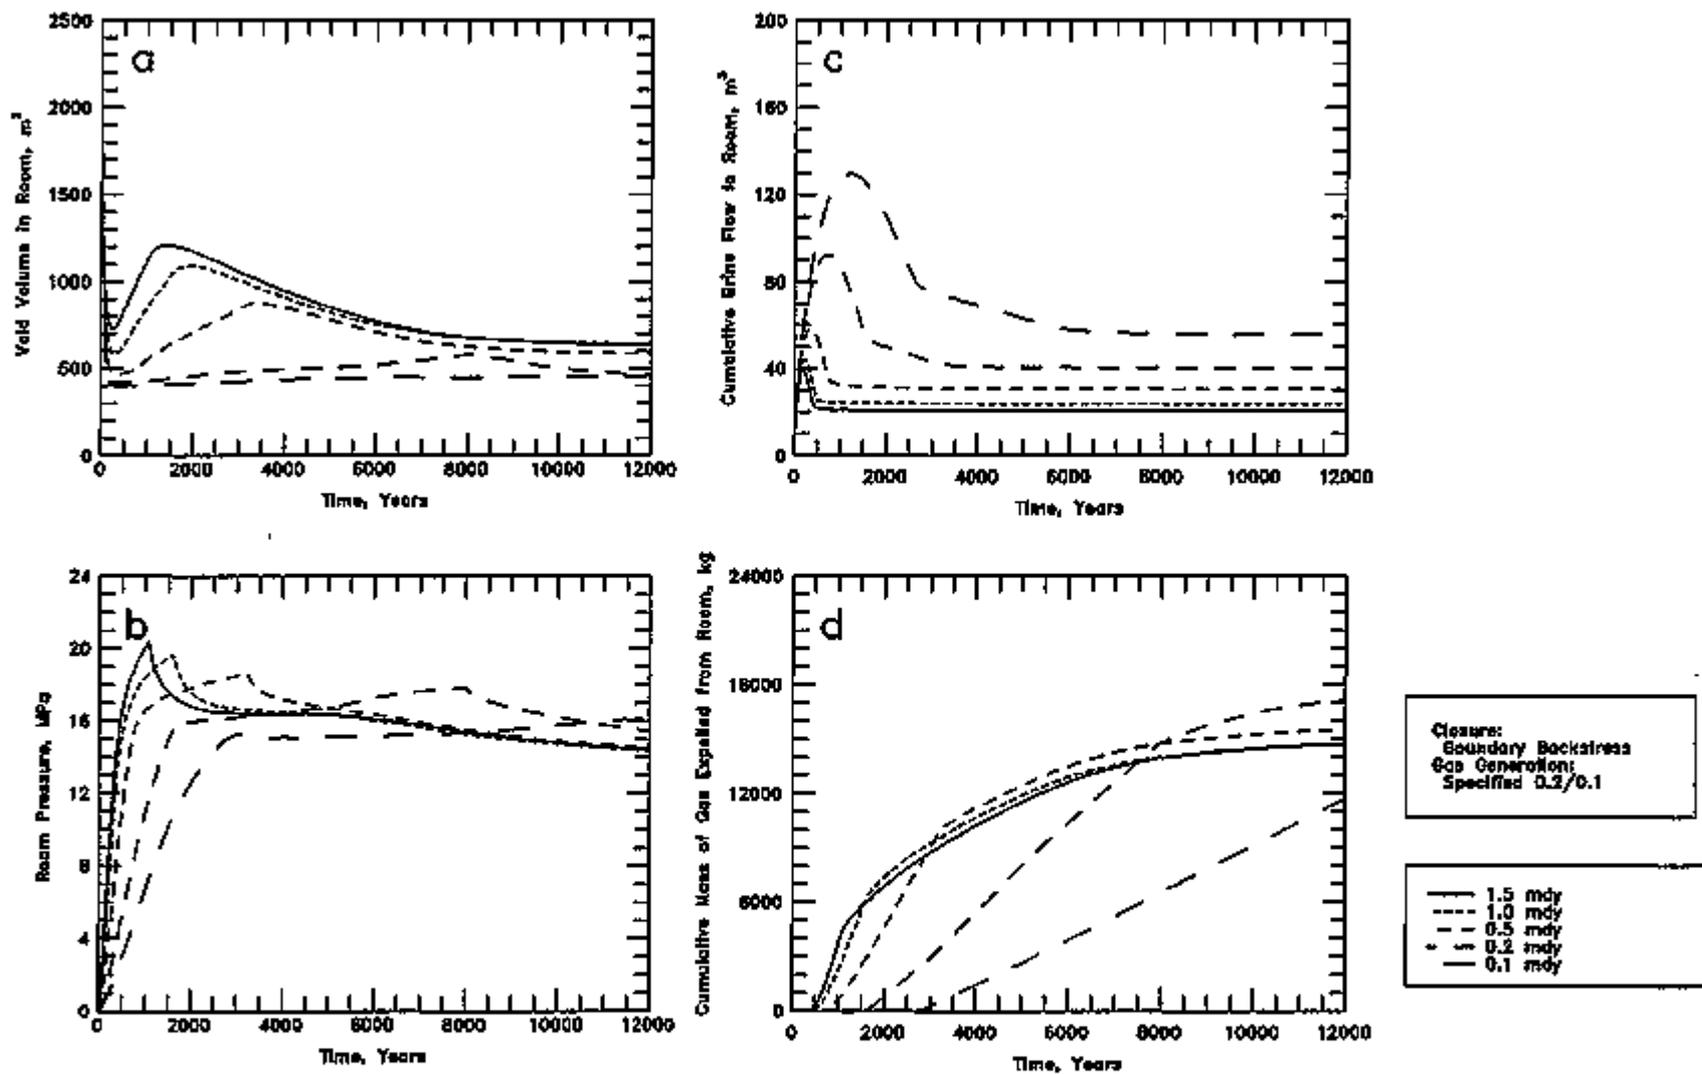 a
Void Volume in Room, m³
2500
2000
1500
1000
500
0
0 2000 4000 6000 8000 10000 12000
Time, Years
c
Cumulative Brine Flow to Room, m³
200
160
120
80
40
0
0 2000 4000 6000 8000 10000 12000
Time, Years
b
Room Pressure, MPa
24
20
16
12
8
4
0
0 2000 4000 6000 8000 10000 12000
Time, Years
d
Cumulative Mass of Gas Expelled from Room, kg
24000
18000
12000
6000
0
0 2000 4000 6000 8000 10000 12000
Time, Years
Closure:
Boundary Backstress
Gas Generation:
Specified 0.2/0.1
1.5 mdy
1.0 mdy
0.5 mdy
0.2 mdy
0.1 mdy